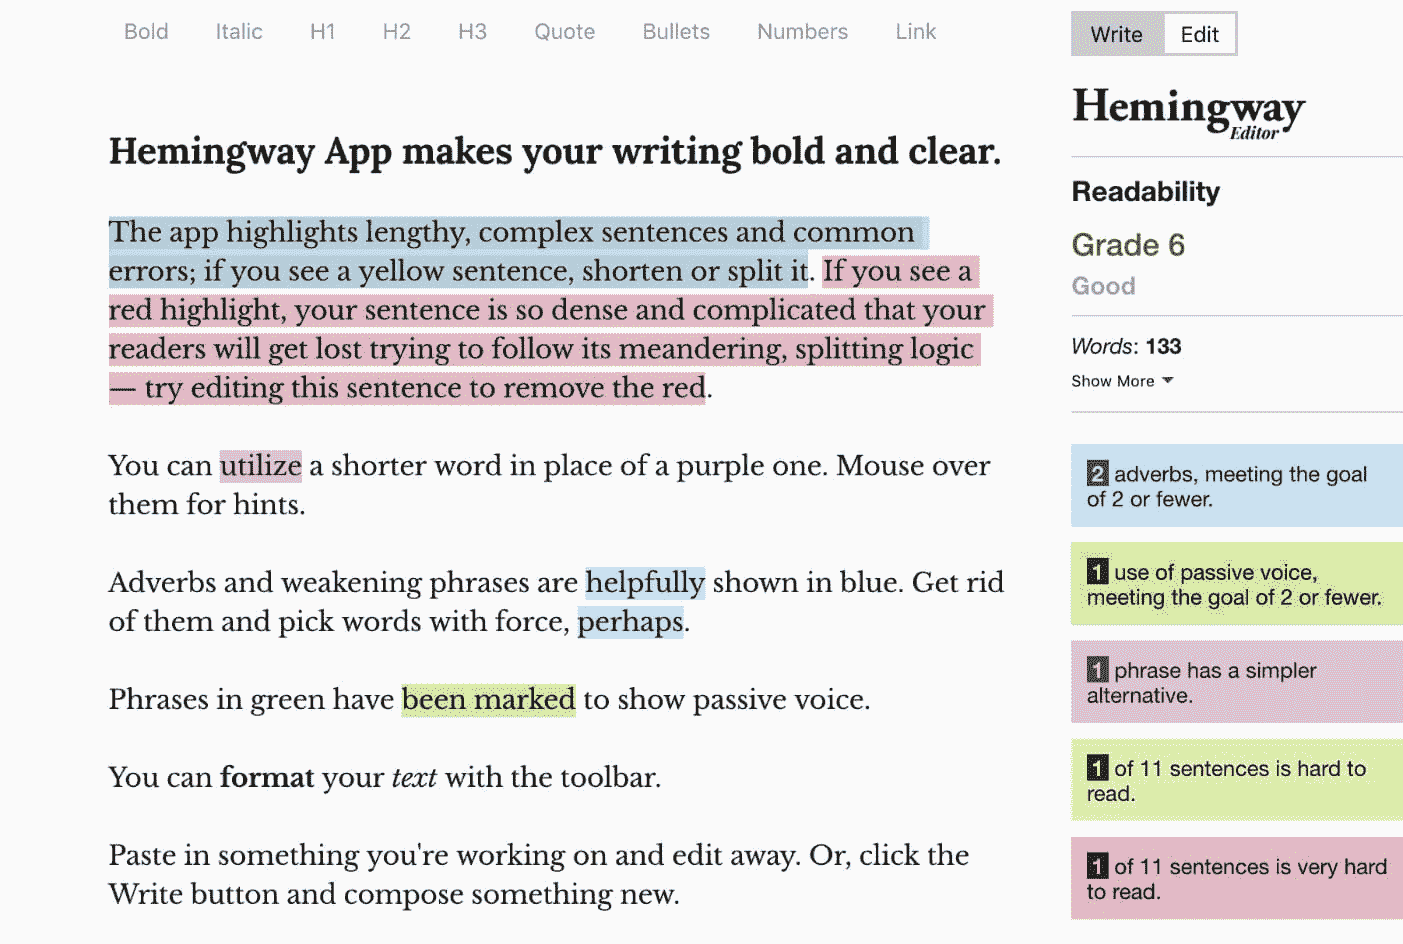 Bold Italic H1 H2 H3 Quote Bullets Numbers Link
Write Edit
Hemingway
Editor
Hemingway App makes your writing bold and clear.
The app highlights lengthy, complex sentences and common
errors; if you see a yellow sentence, shorten or split it. If you see a
red highlight, your sentence is so dense and complicated that your
readers will get lost trying to follow its meandering, splitting logic
— try editing this sentence to remove the red.
You can utilize a shorter word in place of a purple one. Mouse over
them for hints.
Adverbs and weakening phrases are helpfully shown in blue. Get rid
of them and pick words with force, perhaps.
Phrases in green have been marked to show passive voice.
You can format your text with the toolbar.
Paste in something you're working on and edit away. Or, click the
Write button and compose something new.
Readability
Grade 6
Good
Words: 133
Show More
2 adverbs, meeting the goal
of 2 or fewer.
1 use of passive voice,
meeting the goal of 2 or fewer.
1 phrase has a simpler
alternative.
1 of 11 sentences is hard to
read.
1 of 11 sentences is very hard
to read.